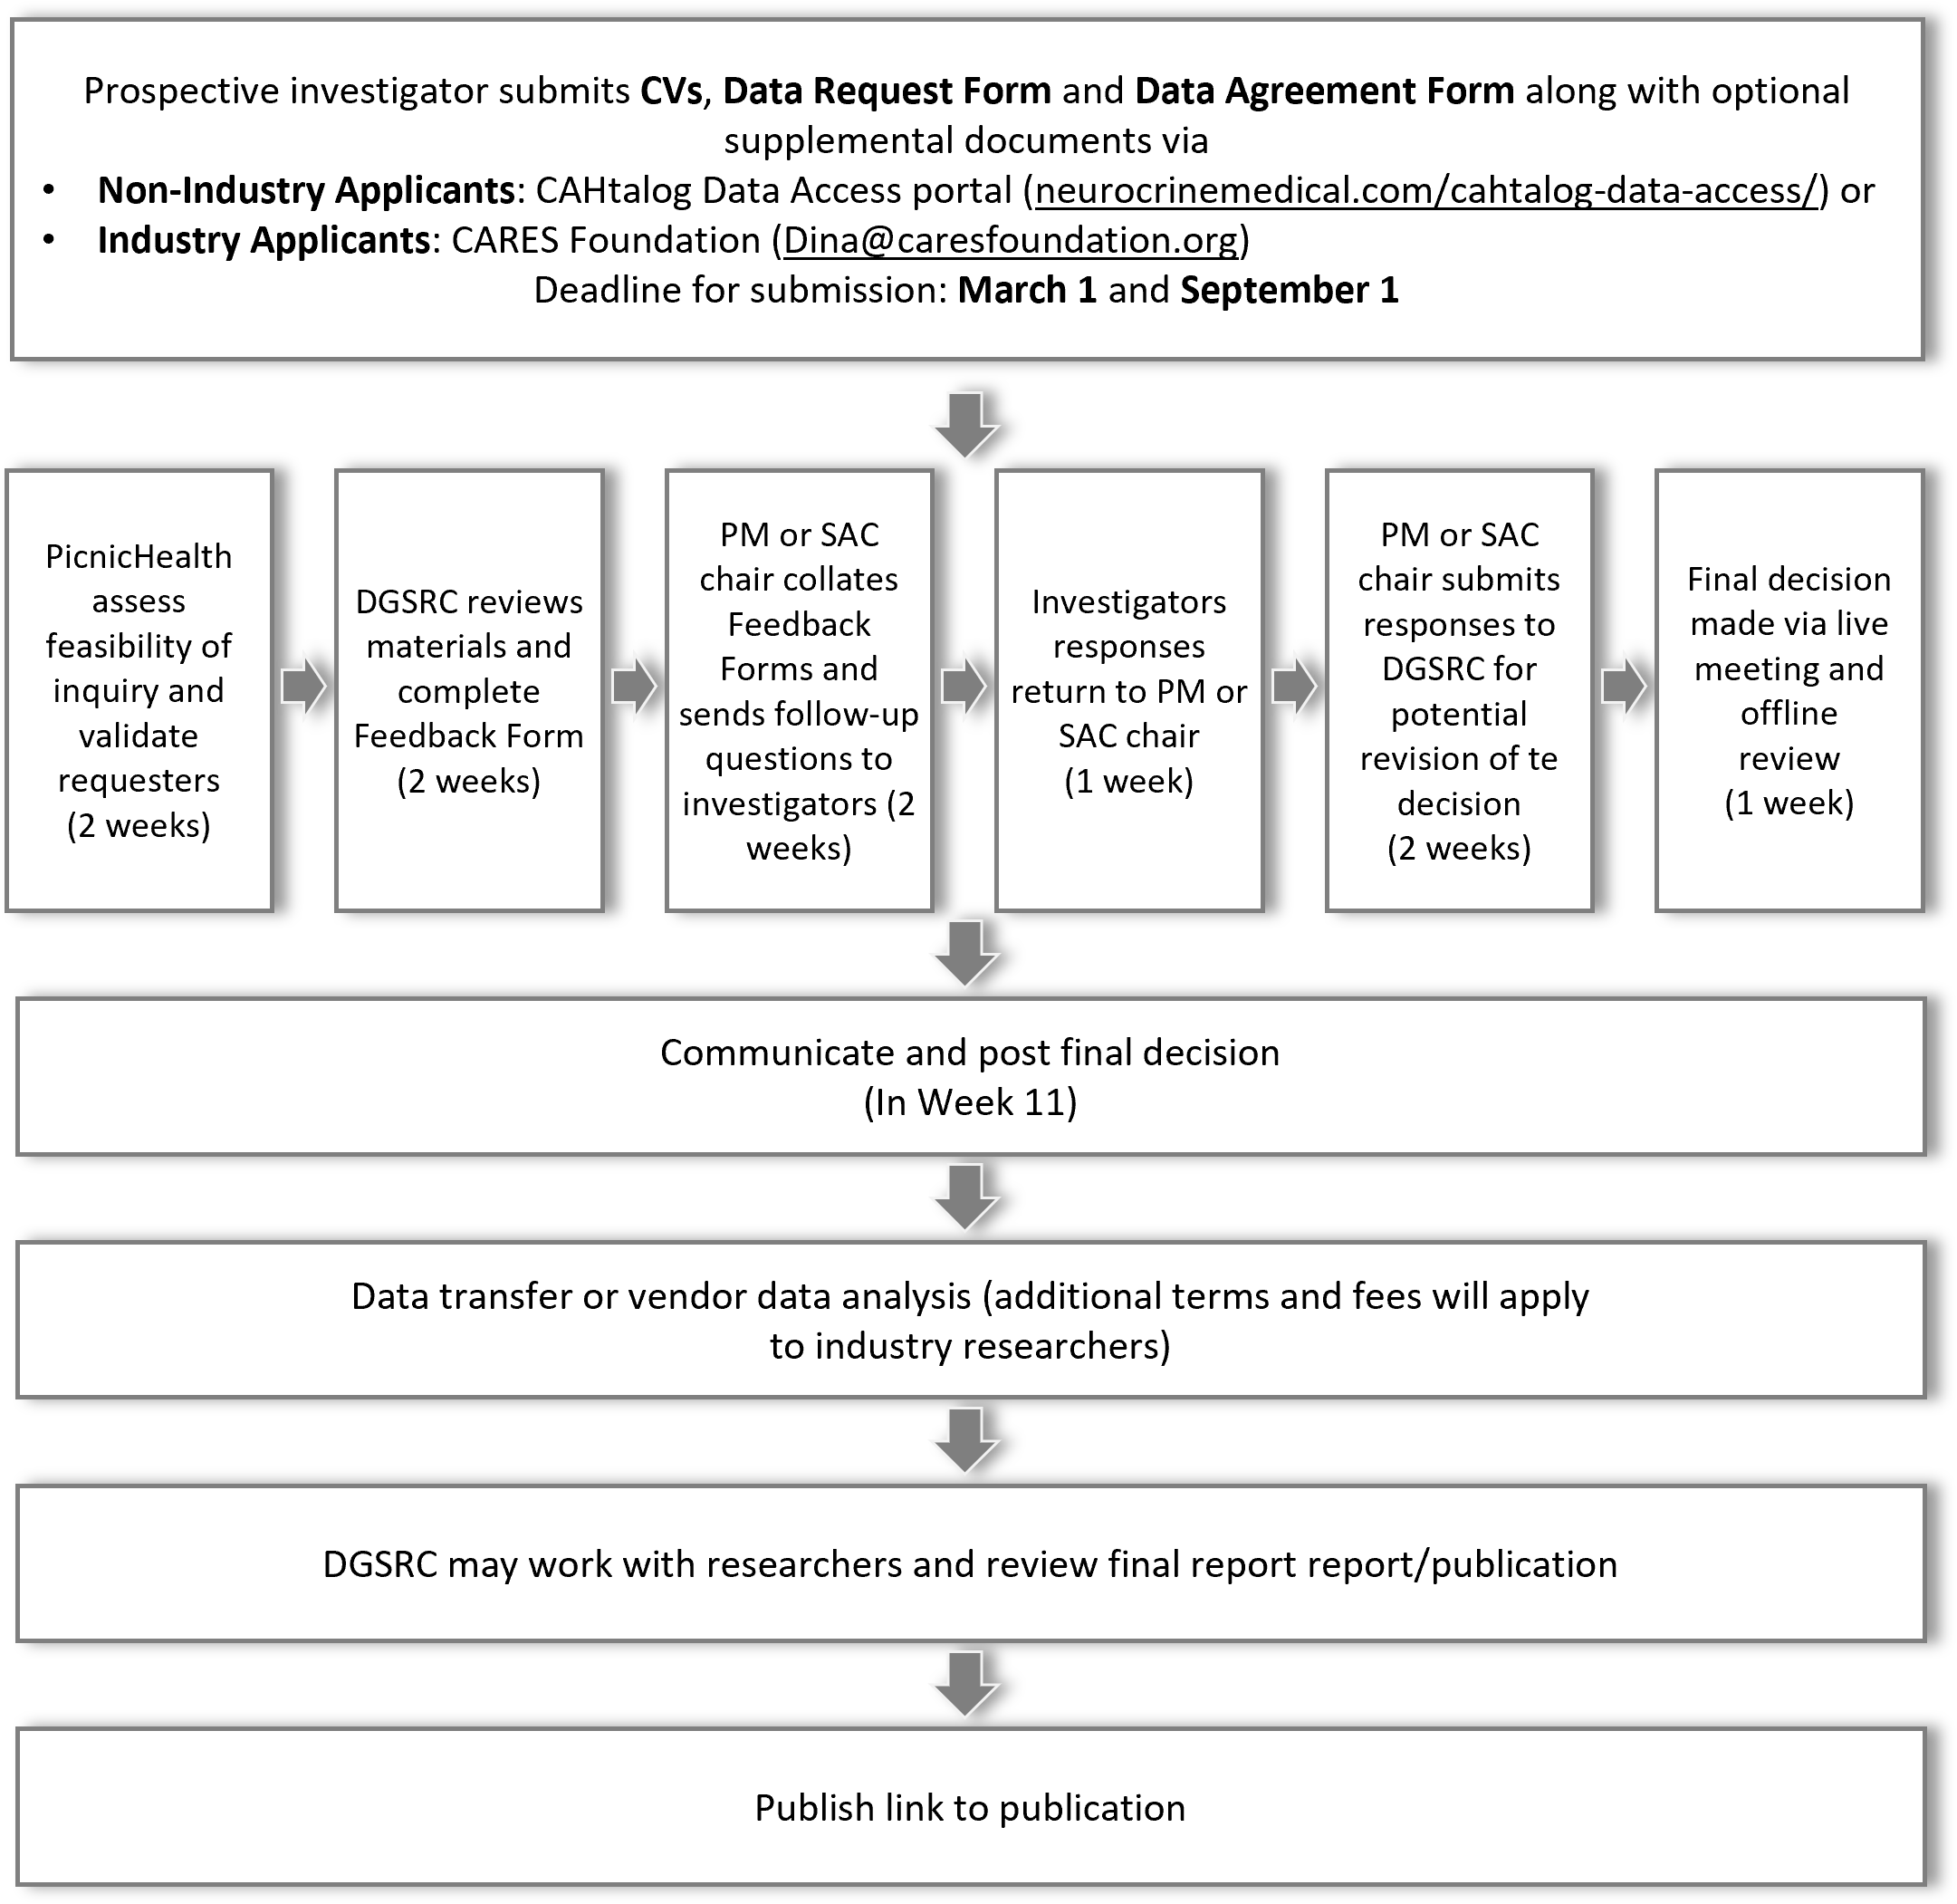 Prospective investigator submits CVs, Data Request Form and Data Agreement Form along with optional
supplemental documents via
• Non-Industry Applicants: CAHtalog Data Access portal (neurocrinemedical.com/cahtalog-data-access/) or
• Industry Applicants: CARES Foundation (Dina@caresfoundation.org)
Deadline for submission: March 1 and September 1
PicnicHealth
assess
feasibility of
inquiry and
validate
requesters
(2 weeks)
DGSRC reviews
materials and
complete
Feedback Form
(2 weeks)
PM or SAC
chair collates
Feedback
Forms and
sends follow-up
questions to
investigators (2
weeks)
Investigators
responses
return to PM or
SAC chair
(1 week)
PM or SAC
chair submits
responses to
DGSRC for
potential
revision of te
decision
(2 weeks)
Final decision
made via live
meeting and
offline
review
(1 week)
Communicate and post final decision
(In Week 11)
Data transfer or vendor data analysis (additional terms and fees will apply
to industry researchers)
DGSRC may work with researchers and review final report report/publication
Publish link to publication